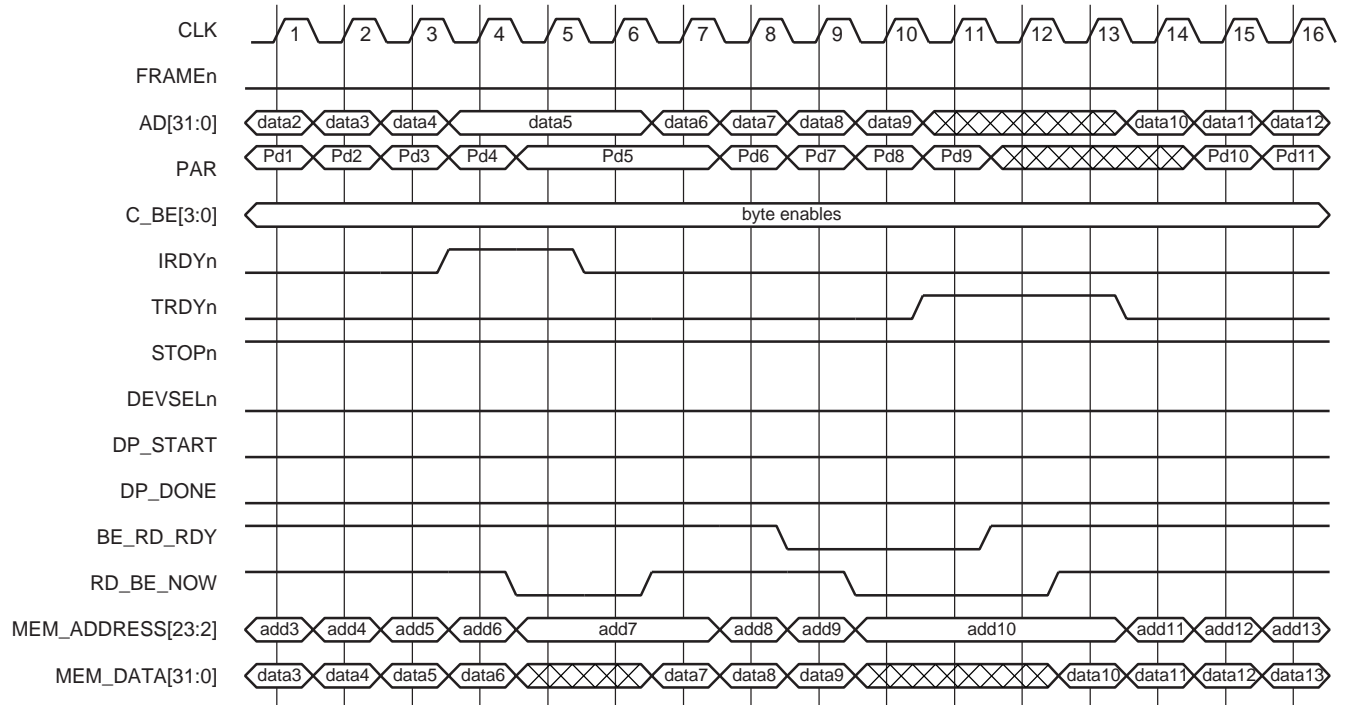 CLK 1 2 3 4 5 6 7 8 9 10 11 12 13 14 15 16
FRAMEn
AD[31:0] data2 data3 data4 data5 data6 data7 data8 data9 data10 data11 data12
PAR Pd1 Pd2 Pd3 Pd4 Pd5 Pd6 Pd7 Pd8 Pd9 Pd10 Pd11
C_BE[3:0] byte enables
IRDYn
TRDYn
STOPn
DEVSELn
DP_START
DP_DONE
BE_RD_RDY
RD_BE_NOW
MEM_ADDRESS[23:2] add3 add4 add5 add6 add7 add8 add9 add10 add11 add12 add13
MEM_DATA[31:0] data3 data4 data5 data6 data7 data8 data9 data10 data11 data12 data13